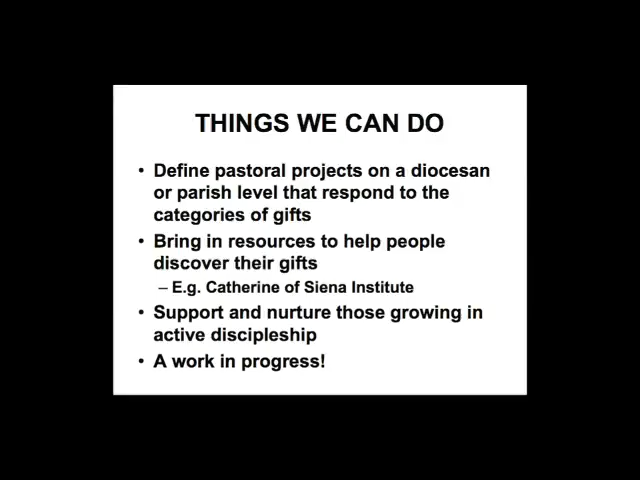 THINGS WE CAN DO
• Define pastoral projects on a diocesan
or parish level that respond to the
categories of gifts
• Bring in resources to help people
discover their gifts
– E.g. Catherine of Siena Institute
• Support and nurture those growing in
active discipleship
• A work in progress!